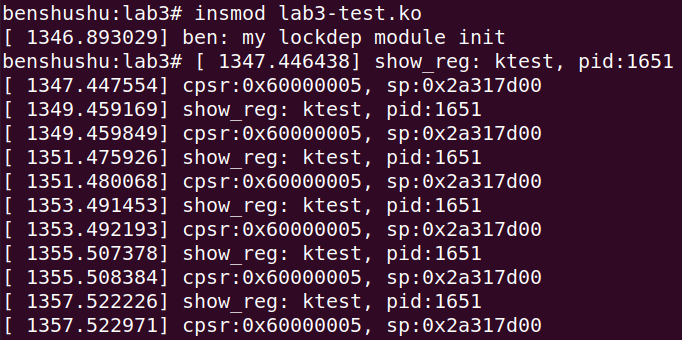 benshushu:lab3# insmod lab3-test.ko
[ 1346.893029] ben: my lockdep module init
benshushu:lab3# [ 1347.446438] show_reg: ktest, pid:1651
[ 1347.447554] cpsr:0x60000005, sp:0x2a317d00
[ 1349.459169] show_reg: ktest, pid:1651
[ 1349.459849] cpsr:0x60000005, sp:0x2a317d00
[ 1351.475926] show_reg: ktest, pid:1651
[ 1351.480068] cpsr:0x60000005, sp:0x2a317d00
[ 1353.491453] show_reg: ktest, pid:1651
[ 1353.492193] cpsr:0x60000005, sp:0x2a317d00
[ 1355.507378] show_reg: ktest, pid:1651
[ 1355.508384] cpsr:0x60000005, sp:0x2a317d00
[ 1357.522226] show_reg: ktest, pid:1651
[ 1357.522971] cpsr:0x60000005, sp:0x2a317d00